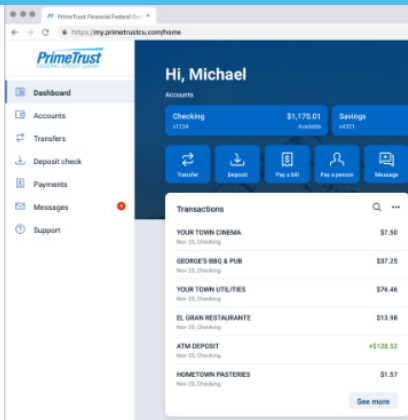 PrimeTrust Financial Federal Cre
https://my.primetrustcu.com/home
PrimeTrust
FEDERAL CREDIT UNION
Dashboard
Accounts
Transfers
Deposit check
Payments
Messages
Support
Hi, Michael
Accounts
Checking
x1234
$1,175.01
Available
Savings
x4321
Transfer
Deposit
Pay a bill
Pay a person
Message
Transactions
YOUR TOWN CINEMA
$7.50
Nov 25, Checking
GEORGE'S BBQ & PUB
$37.25
Nov 25, Checking
YOUR TOWN UTILITIES
$76.46
Nov 25, Checking
EL GRAN RESTAURANTE
$13.98
Nov 25, Checking
ATM DEPOSIT
+$128.52
Nov 25, Checking
HOMETOWN PASTERIES
$1.57
Nov 25, Checking
See more